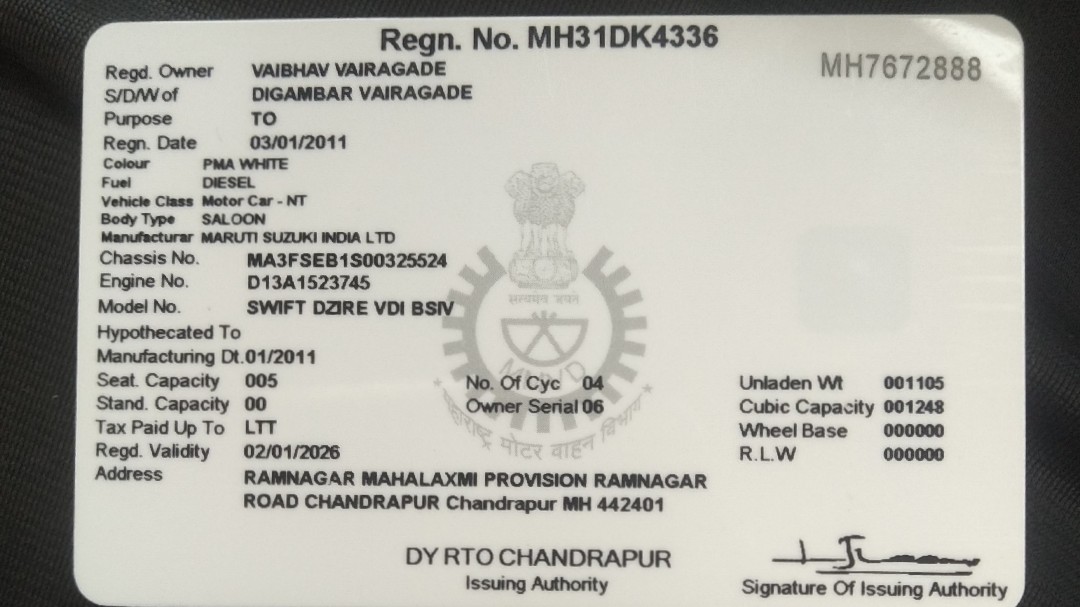 Regn. No. MH31DK4336
MH7672888
Regd. Owner VAIBHAV VAIRAGADE
S/D/W of DIGAMBAR VAIRAGADE
Purpose TO
Regn. Date 03/01/2011
Colour PMA WHITE
Fuel DIESEL
Vehicle Class Motor Car - NT
Body Type SALOON
Manufacturar MARUTI SUZUKI INDIA LTD
Chassis No. MA3FSEB1S00325524
Engine No. D13A1523745
Model No. SWIFT DZIRE VDI BSIV
सत्यमेव जयते
Hypothecated To
Manufacturing Dt.01/2011
Seat. Capacity 005 No. Of Cyc 04 Unladen Wt 001105
Stand. Capacity 00 Owner Serial 06 Cubic Capacity 001248
Tax Paid Up To LTT Wheel Base 000000
महाराष्ट्र मोटर वाहन विभाग
Regd. Validity 02/01/2026 R.L.W 000000
Address RAMNAGAR MAHALAXMI PROVISION RAMNAGAR
ROAD CHANDRAPUR Chandrapur MH 442401
DY RTO CHANDRAPUR
Issuing Authority
Signature Of Issuing Authority